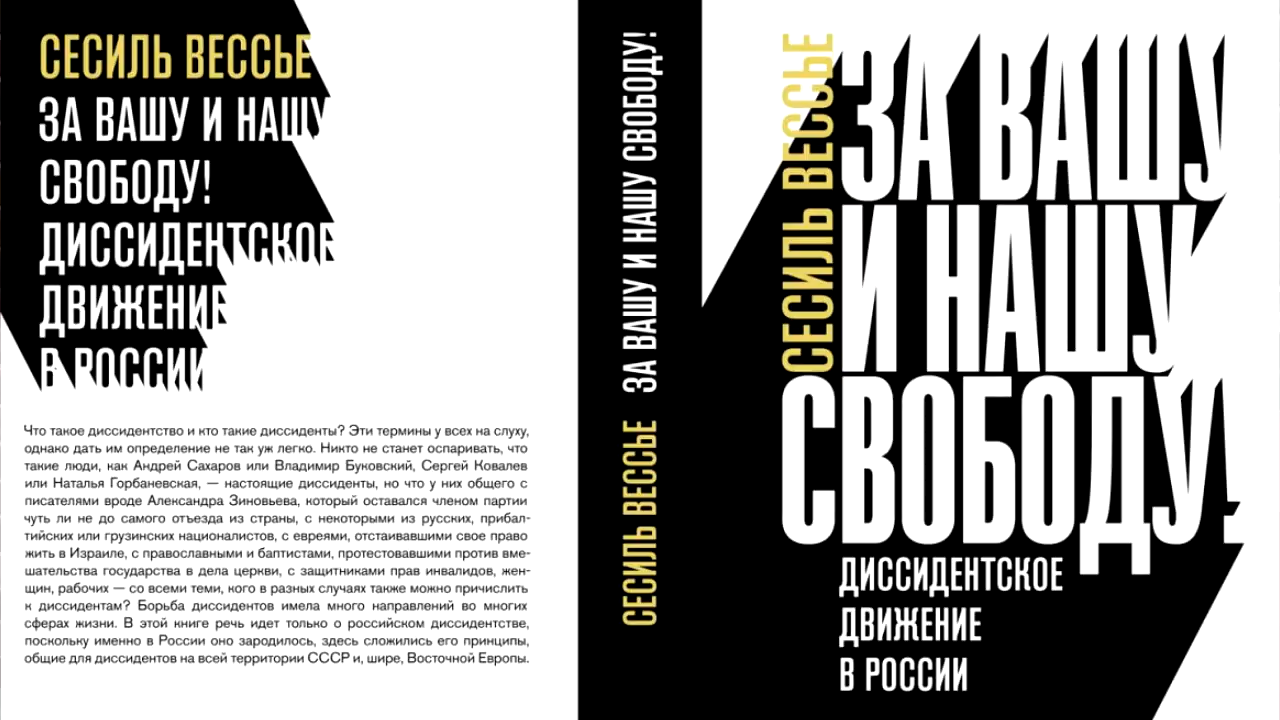 СЕСИЛЬ ВЕССЬЕ
ЗА ВАШУ И НАШУ
СВОБОДУ!
ДИССИДЕНТСКОЕ
ДВИЖЕНИЕ
В РОССИИ
Что такое диссидентство и кто такие диссиденты? Эти термины у всех на слуху,
однако дать им определение не так уж легко. Никто не станет оспаривать, что
такие люди, как Андрей Сахаров или Владимир Буковский, Сергей Ковалев
или Наталья Горбаневская, — настоящие диссиденты, но что у них общего с
писателями вроде Александра Зиновьева, который оставался членом партии
чуть ли не до самого отъезда из страны, с некоторыми из русских, прибал-
тийских или грузинских националистов, с евреями, отстаивавшими свое право
жить в Израиле, с православными и баптистами, протестовавшими против вме-
шательства государства в дела церкви, с защитниками прав инвалидов, жен-
щин, рабочих — со всеми теми, кого в разных случаях также можно причислить
к диссидентам? Борьба диссидентов имела много направлений во многих
сферах жизни. В этой книге речь идет только о российском диссидентстве,
поскольку именно в России оно зародилось, здесь сложились его принципы,
общие для диссидентов на всей территории СССР и, шире, Восточной Европы.
СЕСИЛЬ ВЕССЬЕ ЗА ВАШУ И НАШУ СВОБОДУ!
СЕСИЛЬ ВЕССЬЕ
ЗА ВАШУ
И НАШУ
СВОБОДУ!
ДИССИДЕНТСКОЕ
ДВИЖЕНИЕ
В РОССИИ